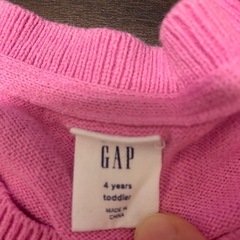 GAP
4 years
toddler
MADE IN
CHINA